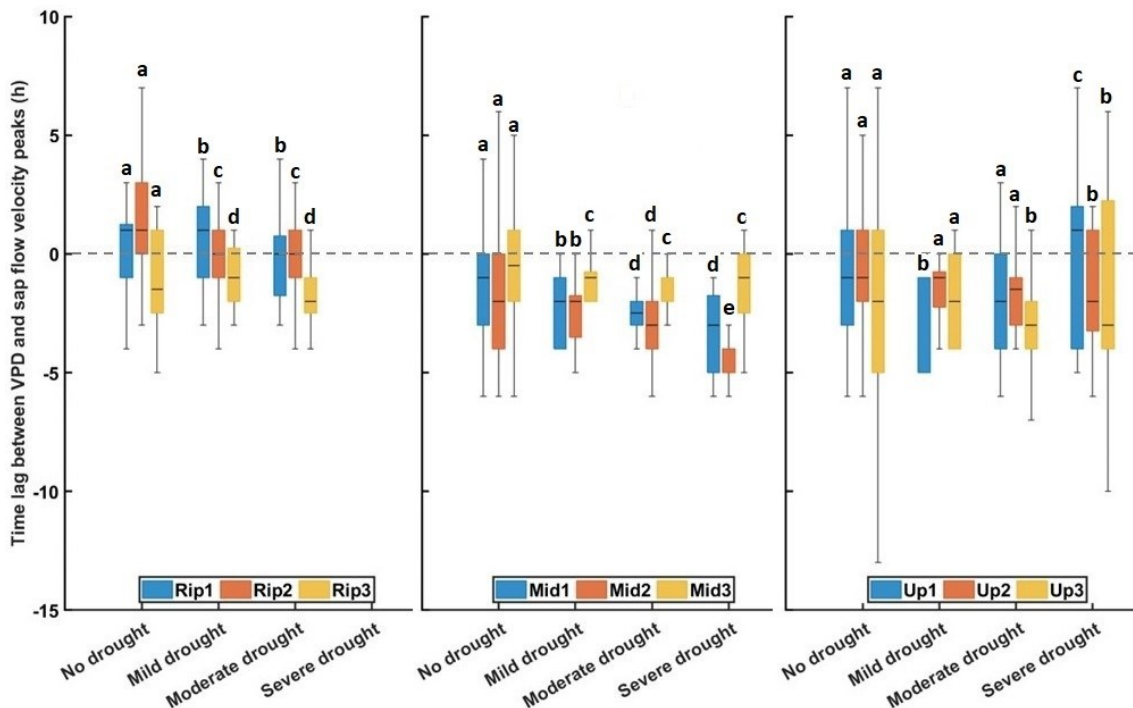 Time lag between VPD and sap flow velocity peaks (h)
10
5
0
-5
-10
-15
a
a
a
b
c
d
b
c
d
Rip1 Rip2 Rip3
No drought
Mild drought
Moderate drought
Severe drought
a
a
a
b
b
c
d
d
c
d
e
c
Mid1 Mid2 Mid3
No drought
Mild drought
Moderate drought
Severe drought
a
a
a
b
a
a
a
a
b
c
b
b
Up1 Up2 Up3
No drought
Mild drought
Moderate drought
Severe drought